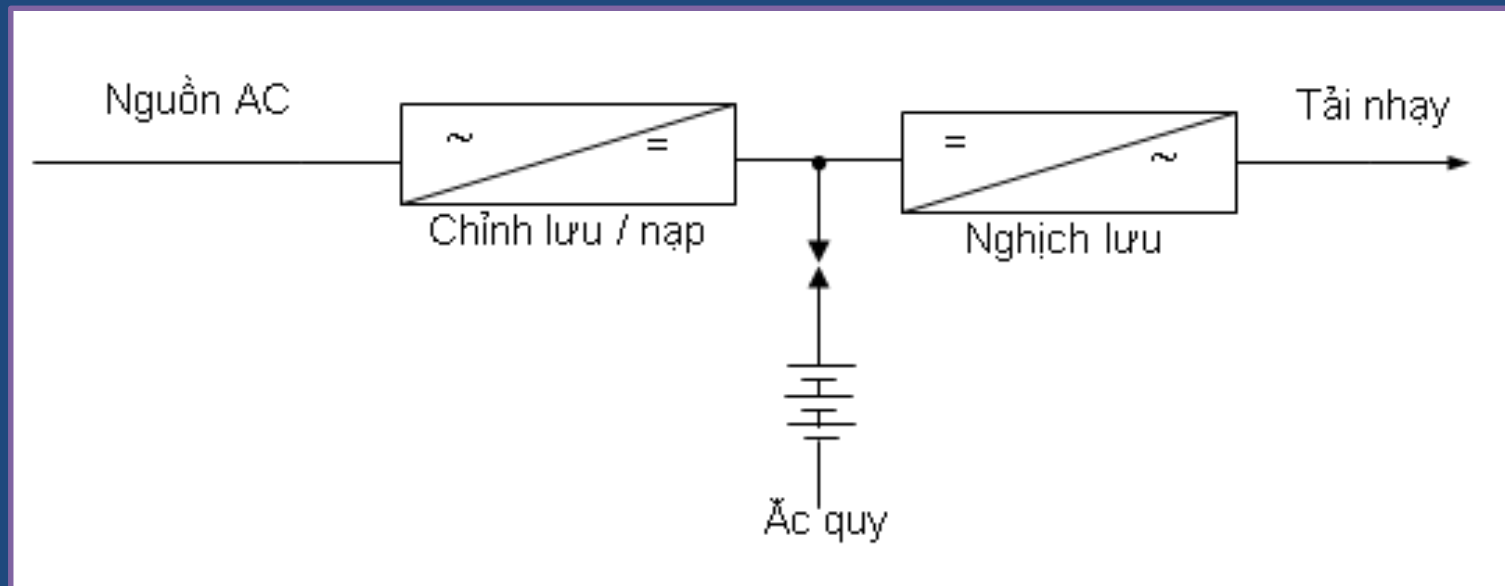 Nguồn AC
Tải nhạy
~
=
=
~
Chỉnh lưu / nạp
Nghịch lưu
Ắc quy